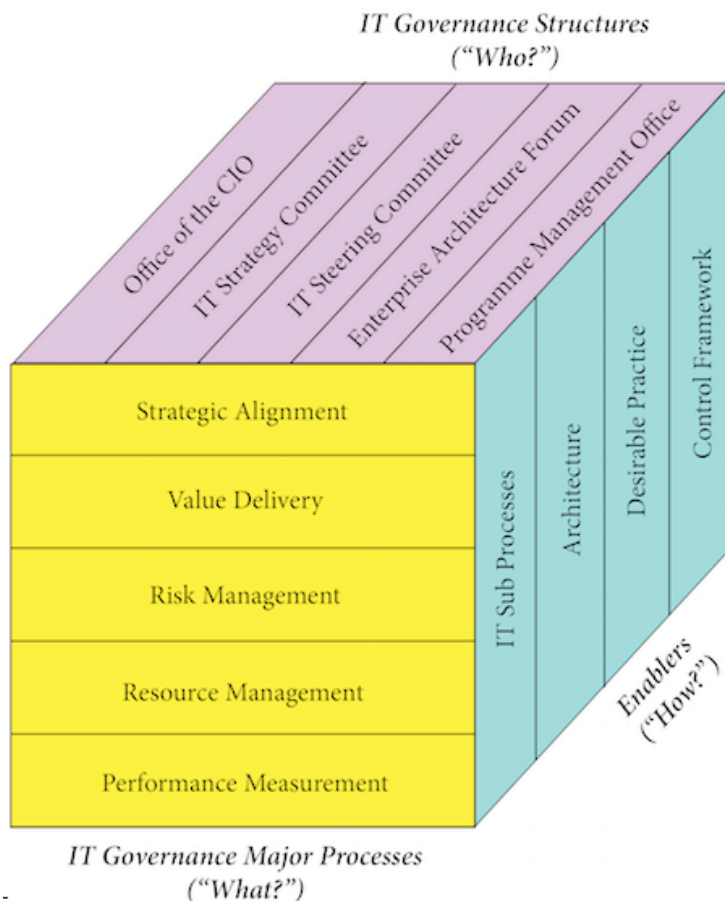 IT Governance Structures
(“Who?”)
Office of the CIO
IT Strategy Committee
IT Steering Committee
Enterprise Architecture Forum
Programme Management Office
Strategic Alignment
Value Delivery
Risk Management
Resource Management
Performance Measurement
IT Sub Processes
Architecture
Desirable Practice
Control Framework
Enablers
(“How?”)
IT Governance Major Processes
(“What?”)